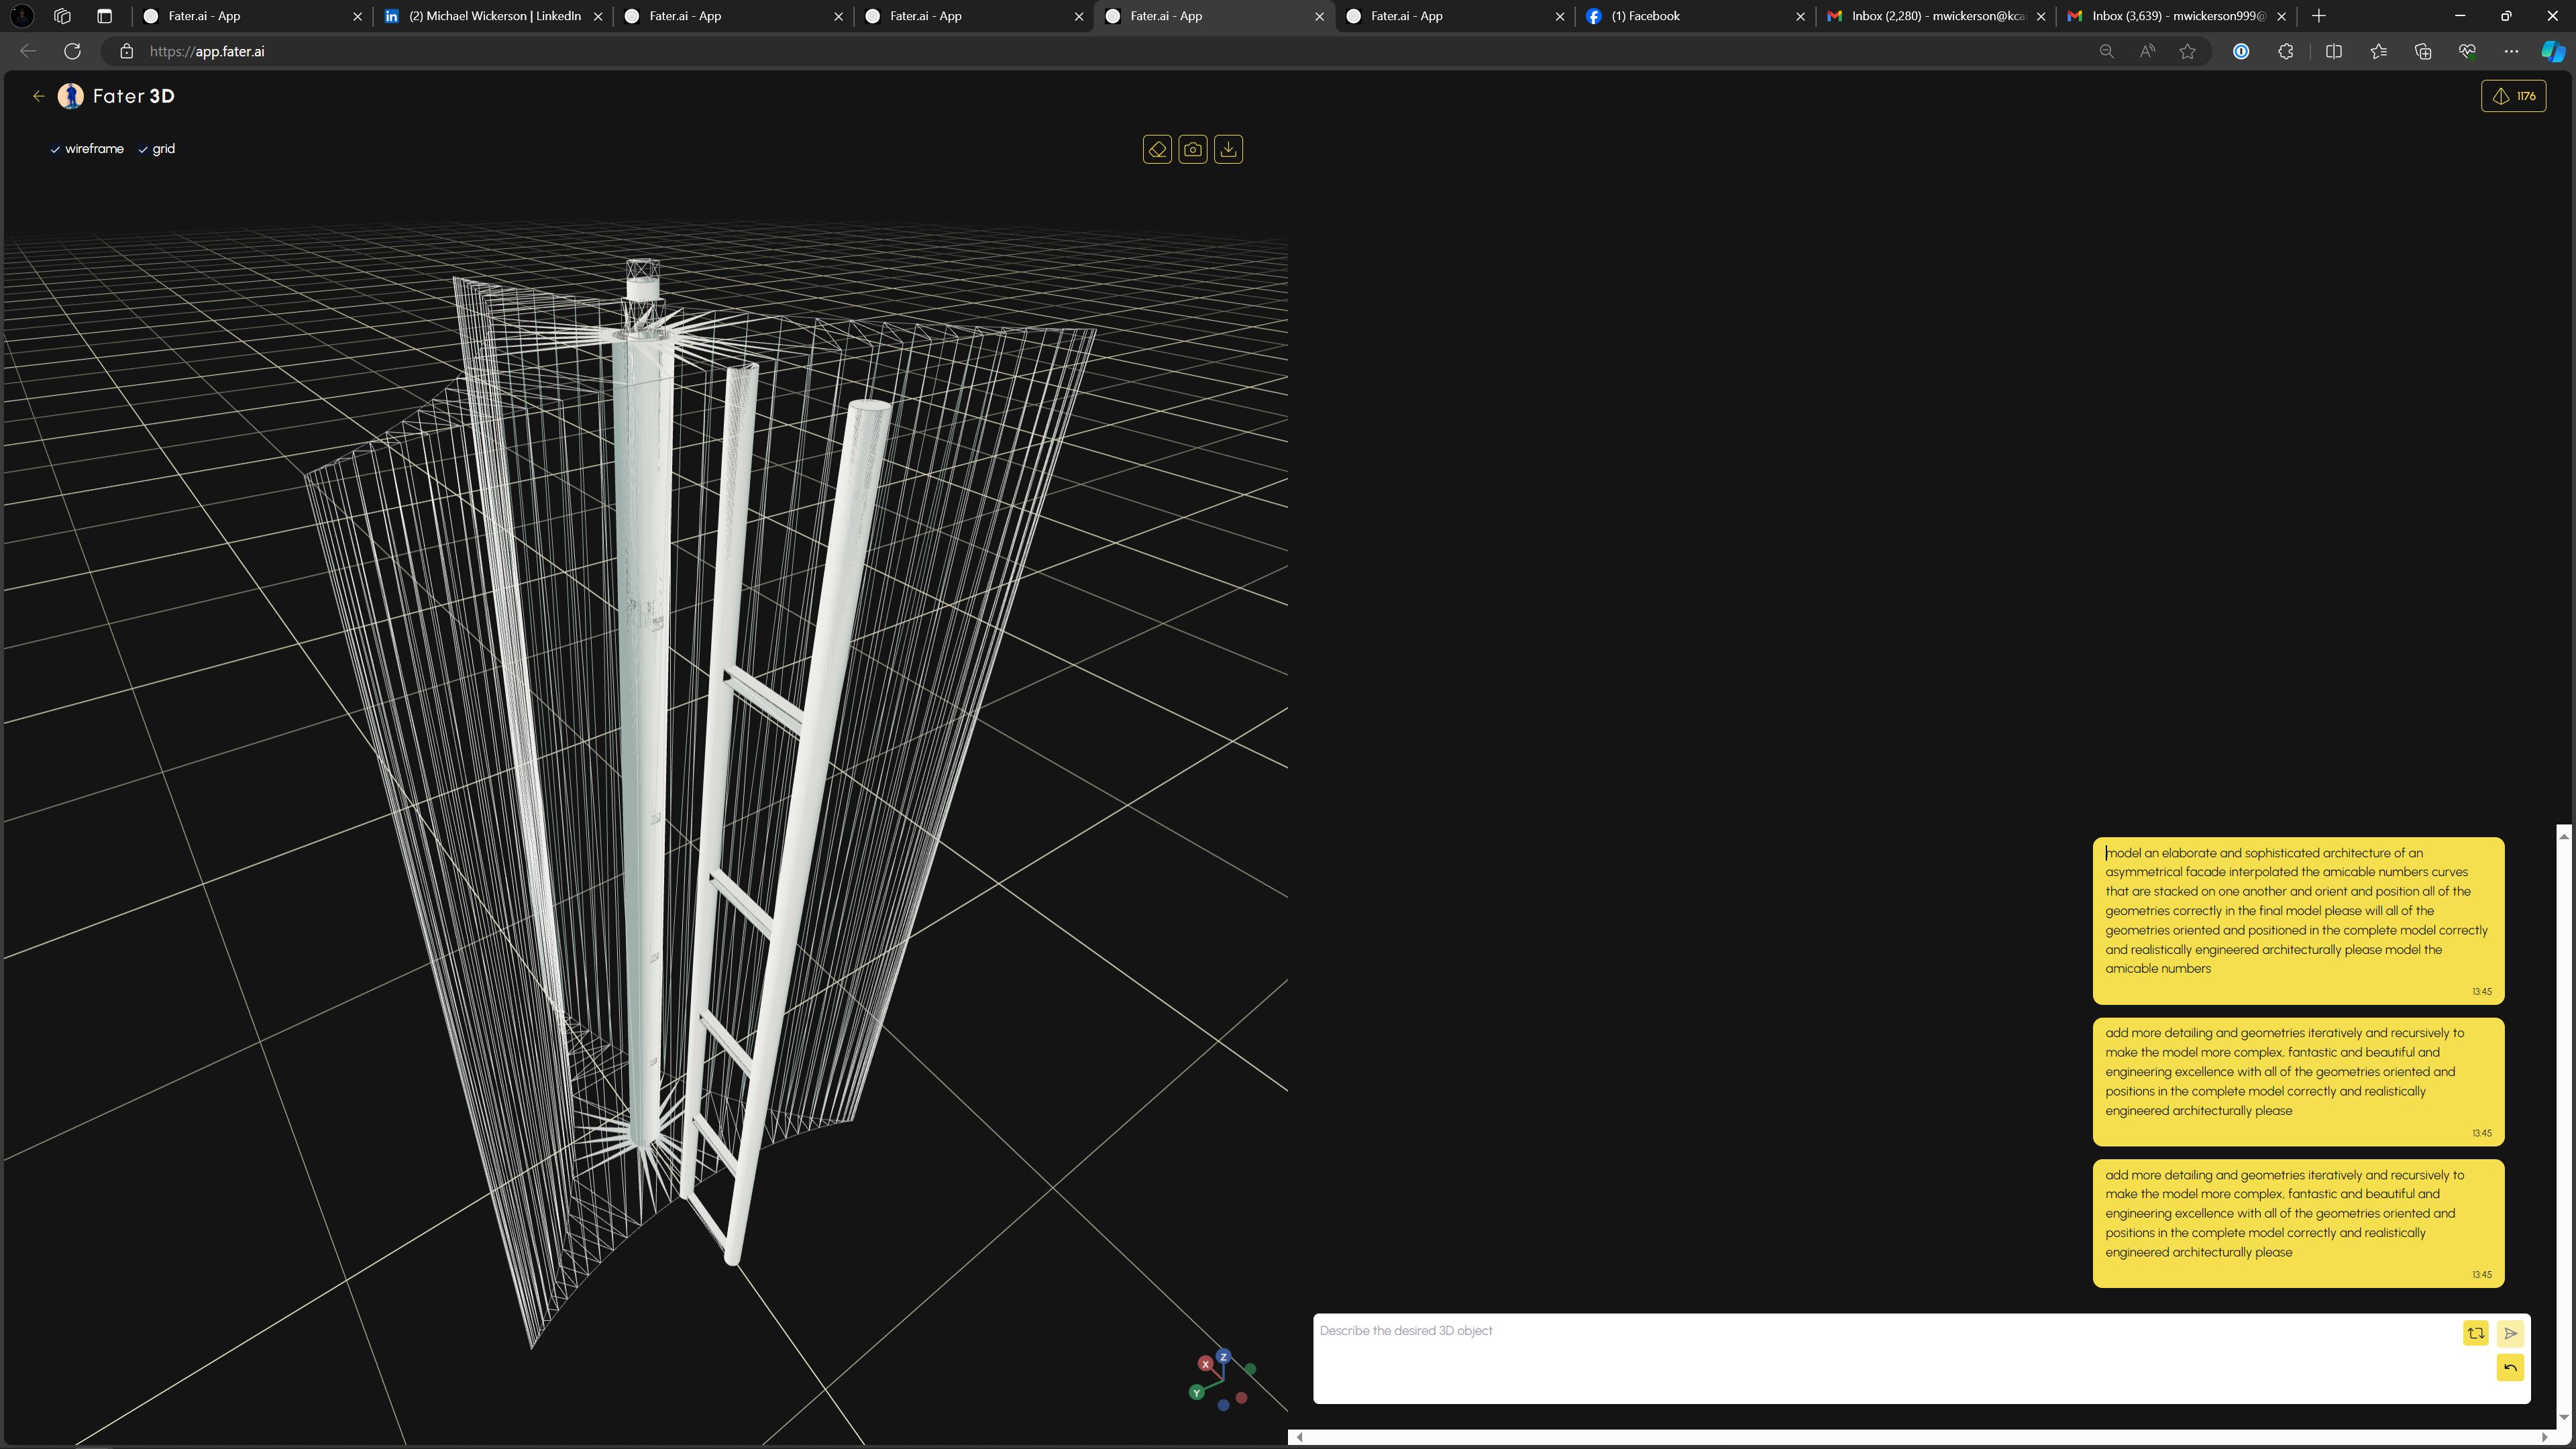 Fater.ai - App
(2) Michael Wickerson | LinkedIn
Fater.ai - App
Fater.ai - App
Fater.ai - App
Fater.ai - App
(1) Facebook
Inbox (2,280) - mwickerson@kca
Inbox (3,639) - mwickerson999@
https://app.fater.ai
Fater 3D
1176
wireframe grid
model an elaborate and sophisticated architecture of an
asymmetrical facade interpolated the amicable numbers curves
that are stacked on one another and orient and position all of the
geometries correctly in the final model please will all of the
geometries oriented and positioned in the complete model correctly
and realistically engineered architecturally please model the
amicable numbers
13:45
add more detailing and geometries iteratively and recursively to
make the model more complex, fantastic and beautiful and
engineering excellence with all of the geometries oriented and
positions in the complete model correctly and realistically
engineered architecturally please
13:45
add more detailing and geometries iteratively and recursively to
make the model more complex, fantastic and beautiful and
engineering excellence with all of the geometries oriented and
positions in the complete model correctly and realistically
engineered architecturally please
13:45
Describe the desired 3D object
X
Z
Y